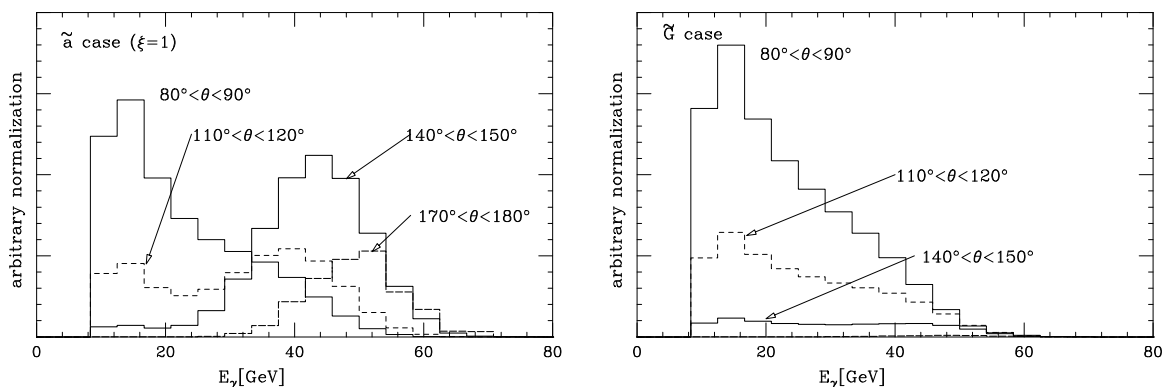 ã case (ξ=1)
80°<θ<90°
110°<θ<120°
140°<θ<150°
170°<θ<180°
arbitrary normalization
0 20 40 60 80
E_γ[GeV]
G̃ case
80°<θ<90°
110°<θ<120°
140°<θ<150°
arbitrary normalization
0 20 40 60 80
E_γ[GeV]